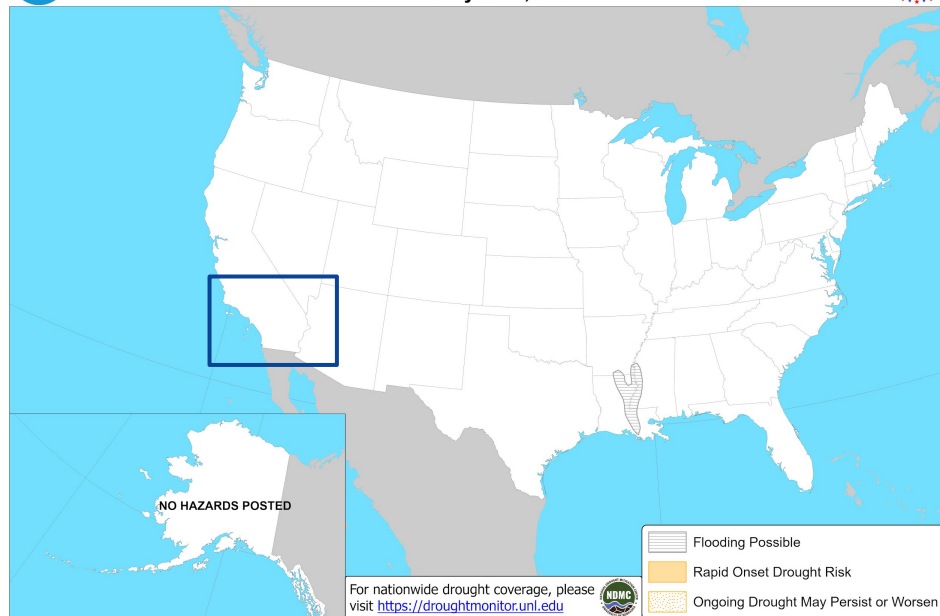 NO HAZARDS POSTED
For nationwide drought coverage, please
visit https://droughtmonitor.unl.edu
NDMC
Flooding Possible
Rapid Onset Drought Risk
Ongoing Drought May Persist or Worsen